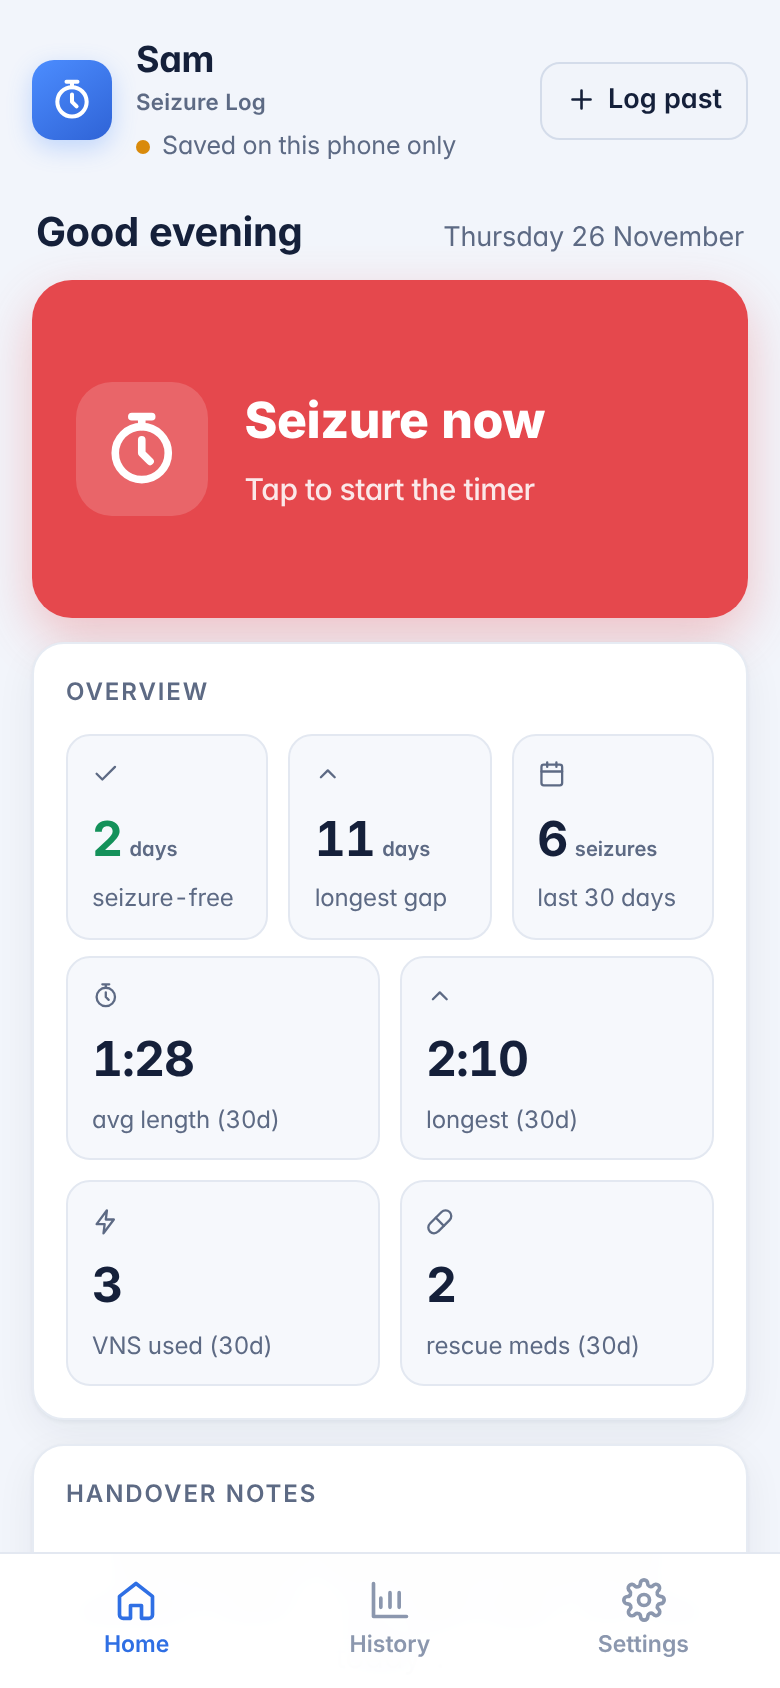 Sam
Seizure Log
Saved on this phone only
+ Log past
Good evening
Thursday 26 November
Seizure now
Tap to start the timer
OVERVIEW
2 days
seizure-free
11 days
longest gap
6 seizures
last 30 days
1:28
avg length (30d)
2:10
longest (30d)
3
VNS used (30d)
2
rescue meds (30d)
HANDOVER NOTES
Home
History
Settings